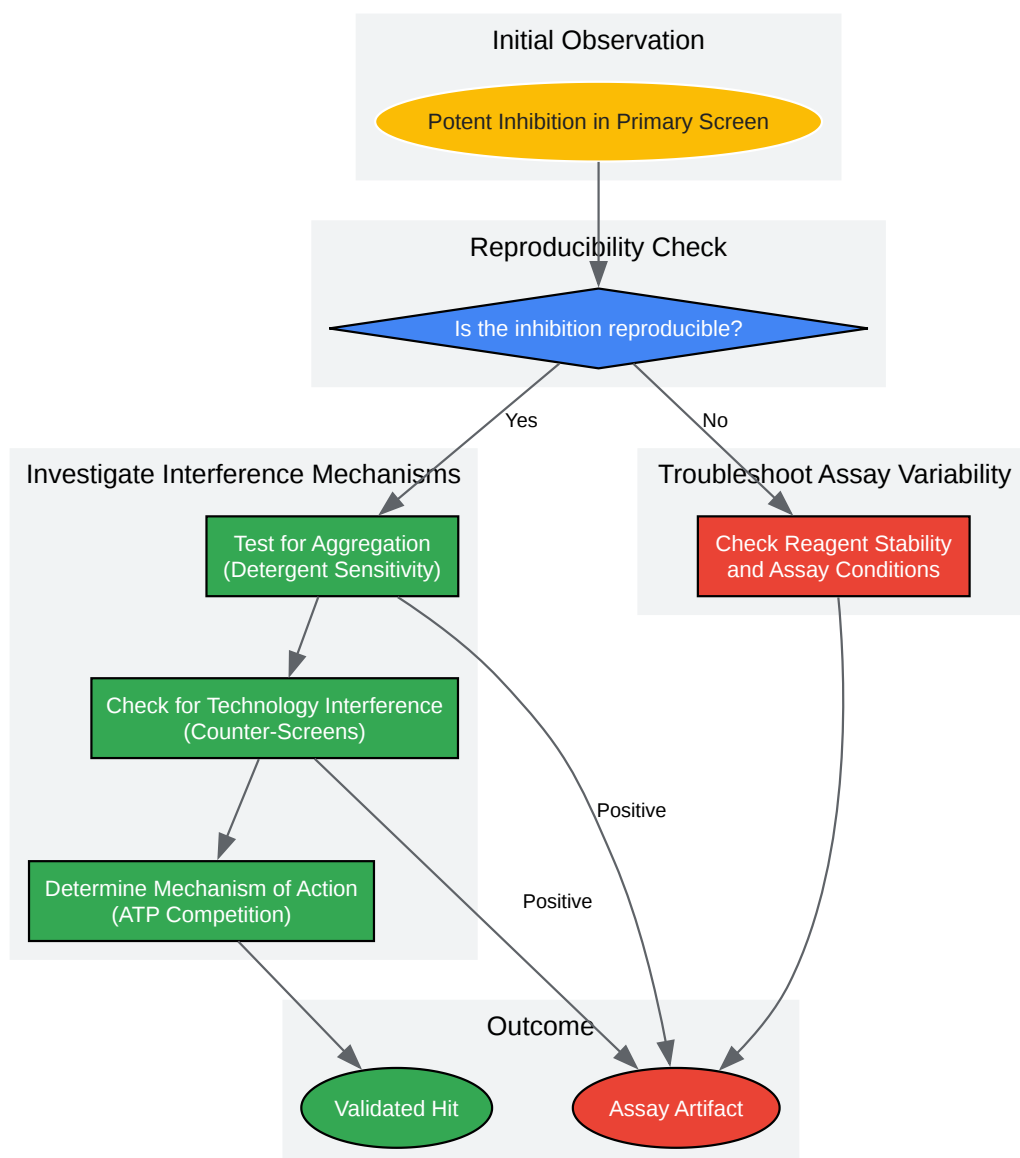 Initial Observation
Potent Inhibition in Primary Screen
Reproducibility Check
Is the inhibition reproducible?
Yes
No
Investigate Interference Mechanisms
Troubleshoot Assay Variability
Test for Aggregation
(Detergent Sensitivity)
Check Reagent Stability
and Assay Conditions
Check for Technology Interference
(Counter-Screens)
Positive
Determine Mechanism of Action
(ATP Competition)
Positive
Outcome
Validated Hit
Assay Artifact